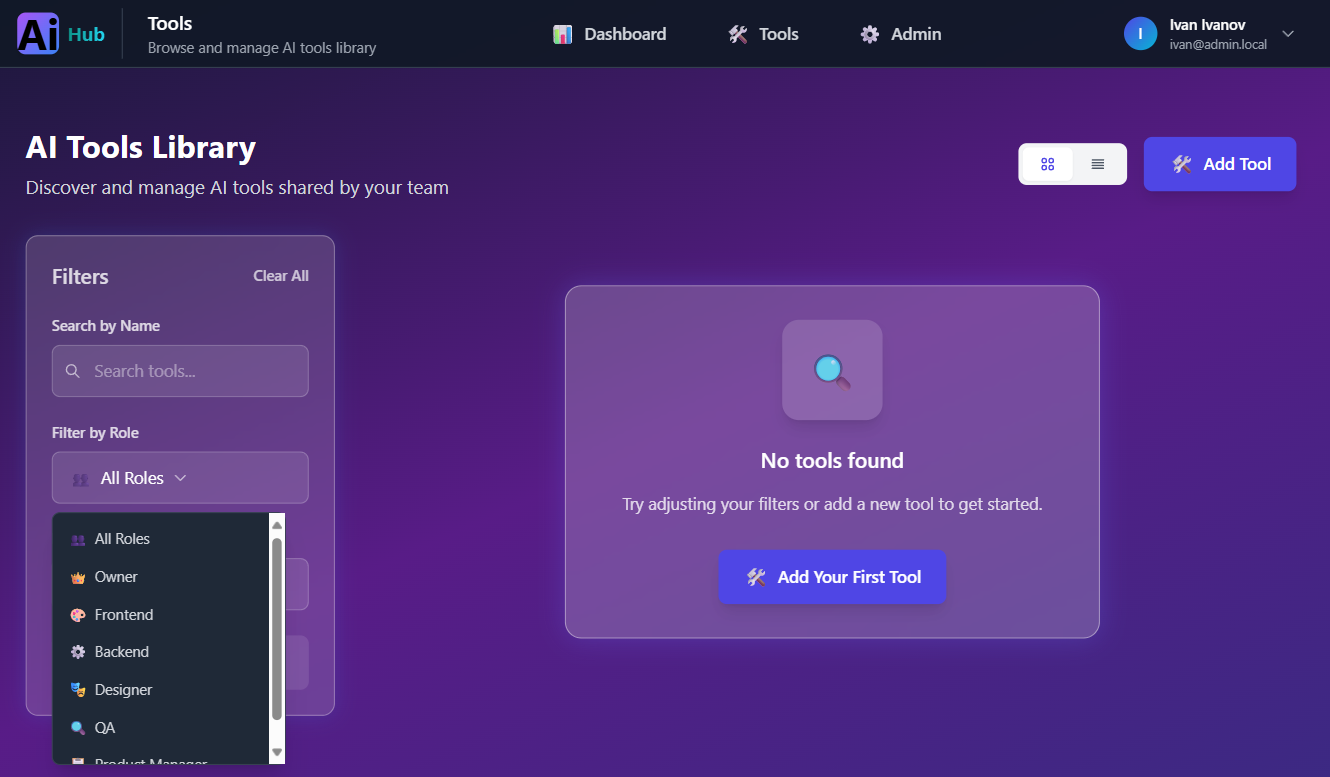 Ai Hub
Tools
Browse and manage AI tools library
Dashboard
Tools
Admin
I
Ivan Ivanov
ivan@admin.local
AI Tools Library
Discover and manage AI tools shared by your team
Add Tool
Filters
Clear All
Search by Name
Search tools...
Filter by Role
All Roles
All Roles
Owner
Frontend
Backend
Designer
QA
Product Manager
No tools found
Try adjusting your filters or add a new tool to get started.
Add Your First Tool